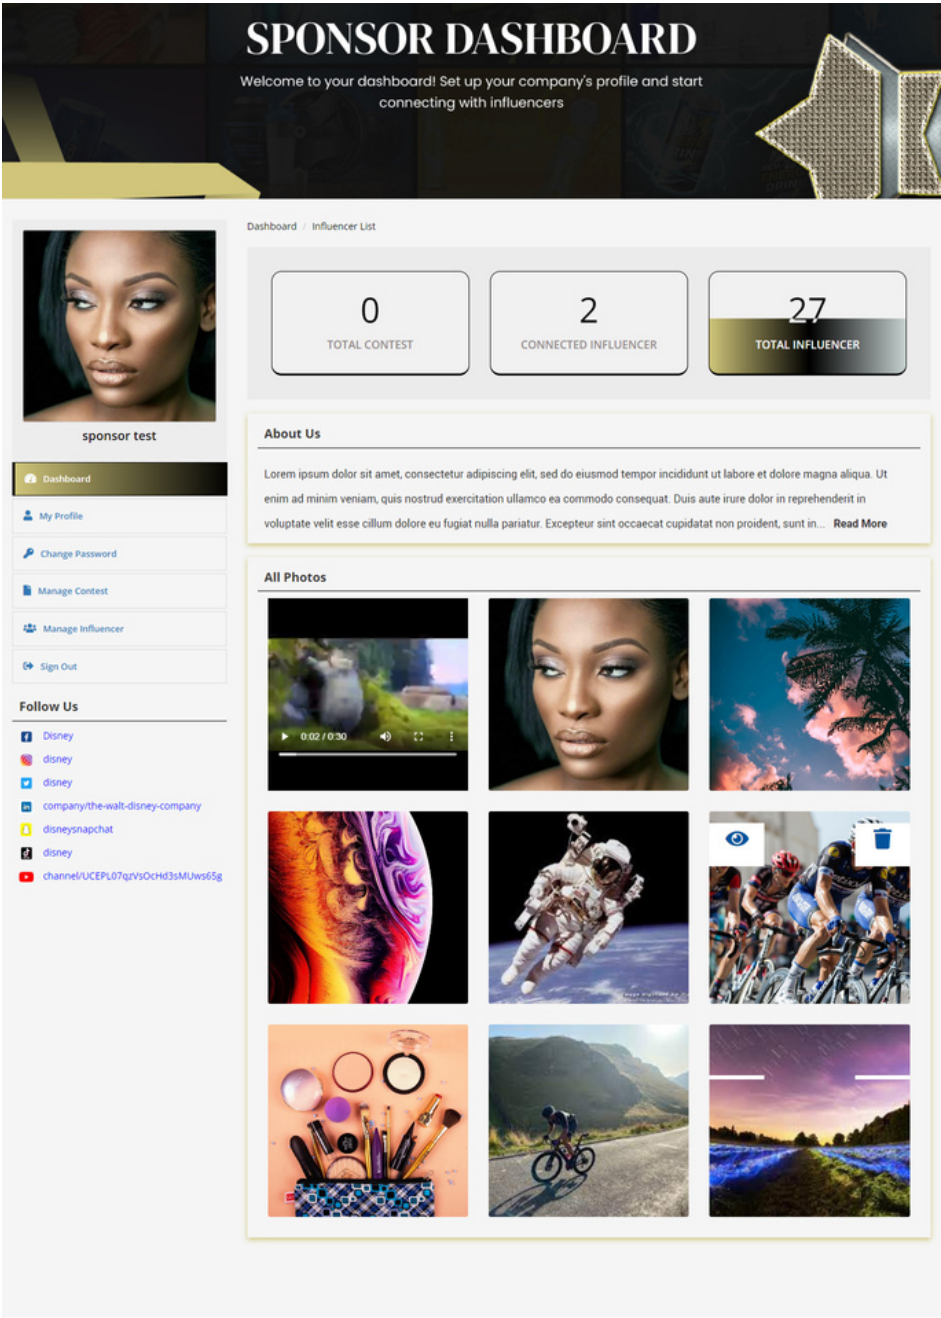 SPONSOR DASHBOARD
Welcome to your dashboard! Set up your company's profile and start
connecting with influencers
Dashboard / Influencer List
sponsor test
Dashboard
My Profile
Change Password
Manage Contest
Manage Influencer
Sign Out
Follow Us
Disney
disney
disney
company/the-walt-disney-company
disneysnapchat
disney
channel/UCEPL07qzVsOcHd3sMUws65g
0
TOTAL CONTEST
2
CONNECTED INFLUENCER
27
TOTAL INFLUENCER
About Us
Lorem ipsum dolor sit amet, consectetur adipiscing elit, sed do eiusmod tempor incididunt ut labore et dolore magna aliqua. Ut
enim ad minim veniam, quis nostrud exercitation ullamco ea commodo consequat. Duis aute irure dolor in reprehenderit in
voluptate velit esse cillum dolore eu fugiat nulla pariatur. Excepteur sint occaecat cupidatat non proident, sunt in... Read More
All Photos
0:02 / 0:30